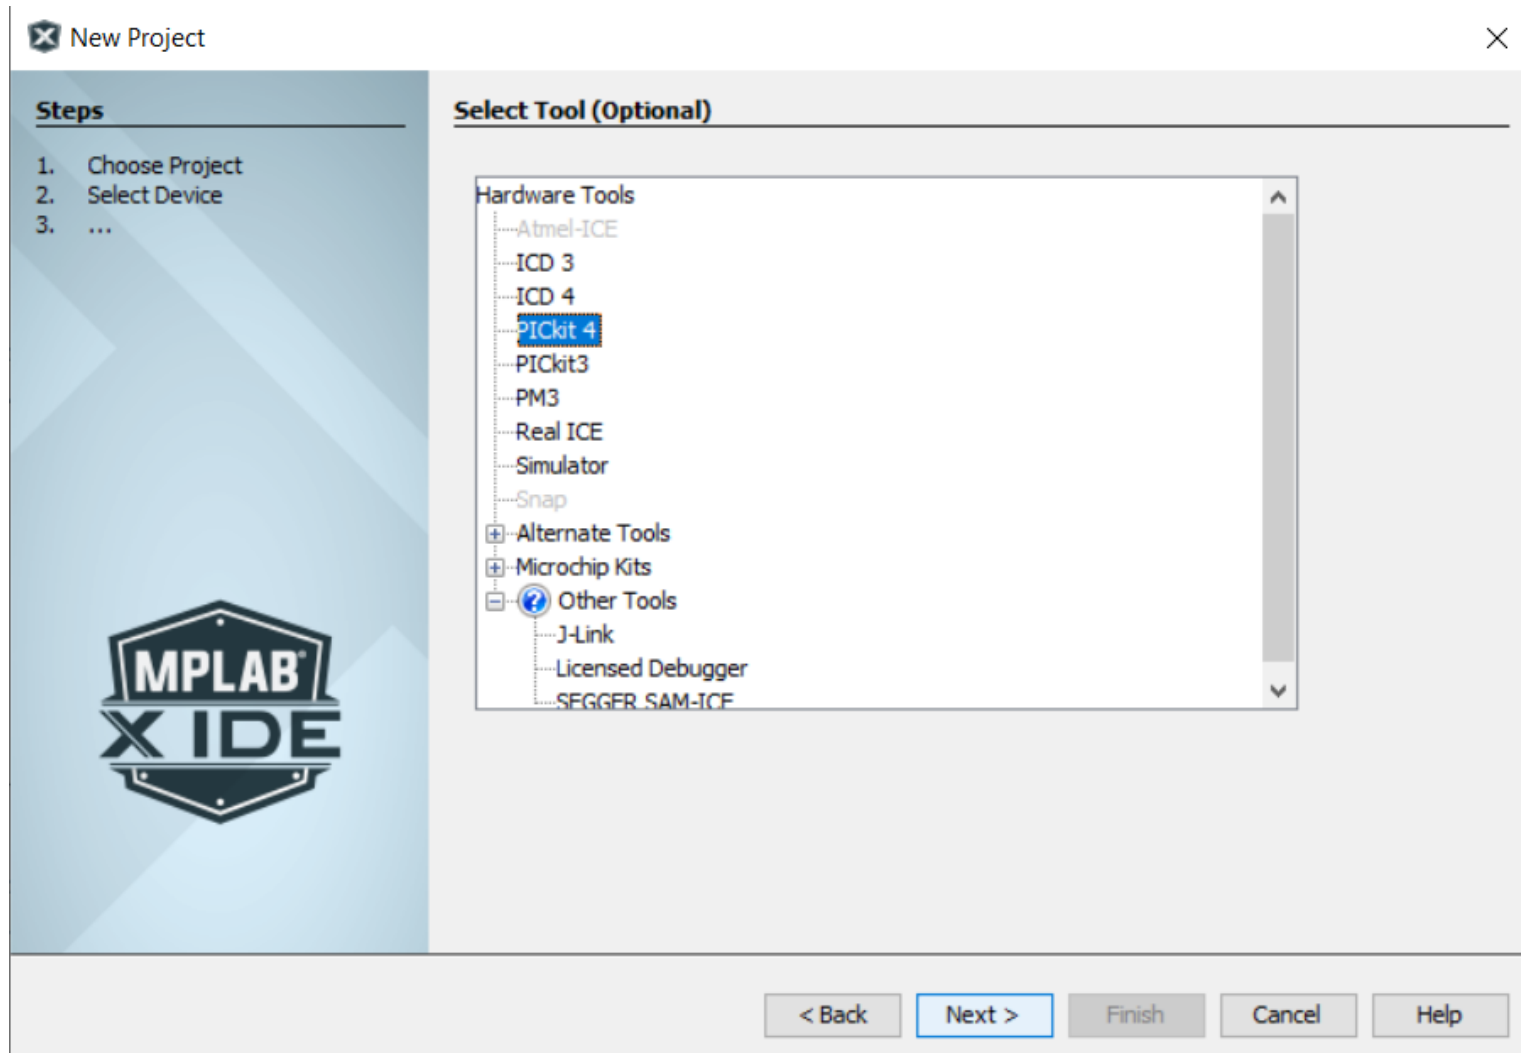 New Project
Steps
1. Choose Project
2. Select Device
3. ...
MPLAB®
X IDE
Select Tool (Optional)
Hardware Tools
Atmel-ICE
ICD 3
ICD 4
PICkit 4
PICkit3
PM3
Real ICE
Simulator
Snap
Alternate Tools
Microchip Kits
Other Tools
J-Link
Licensed Debugger
SEGGER SAM-ICE
< Back Next > Finish Cancel Help